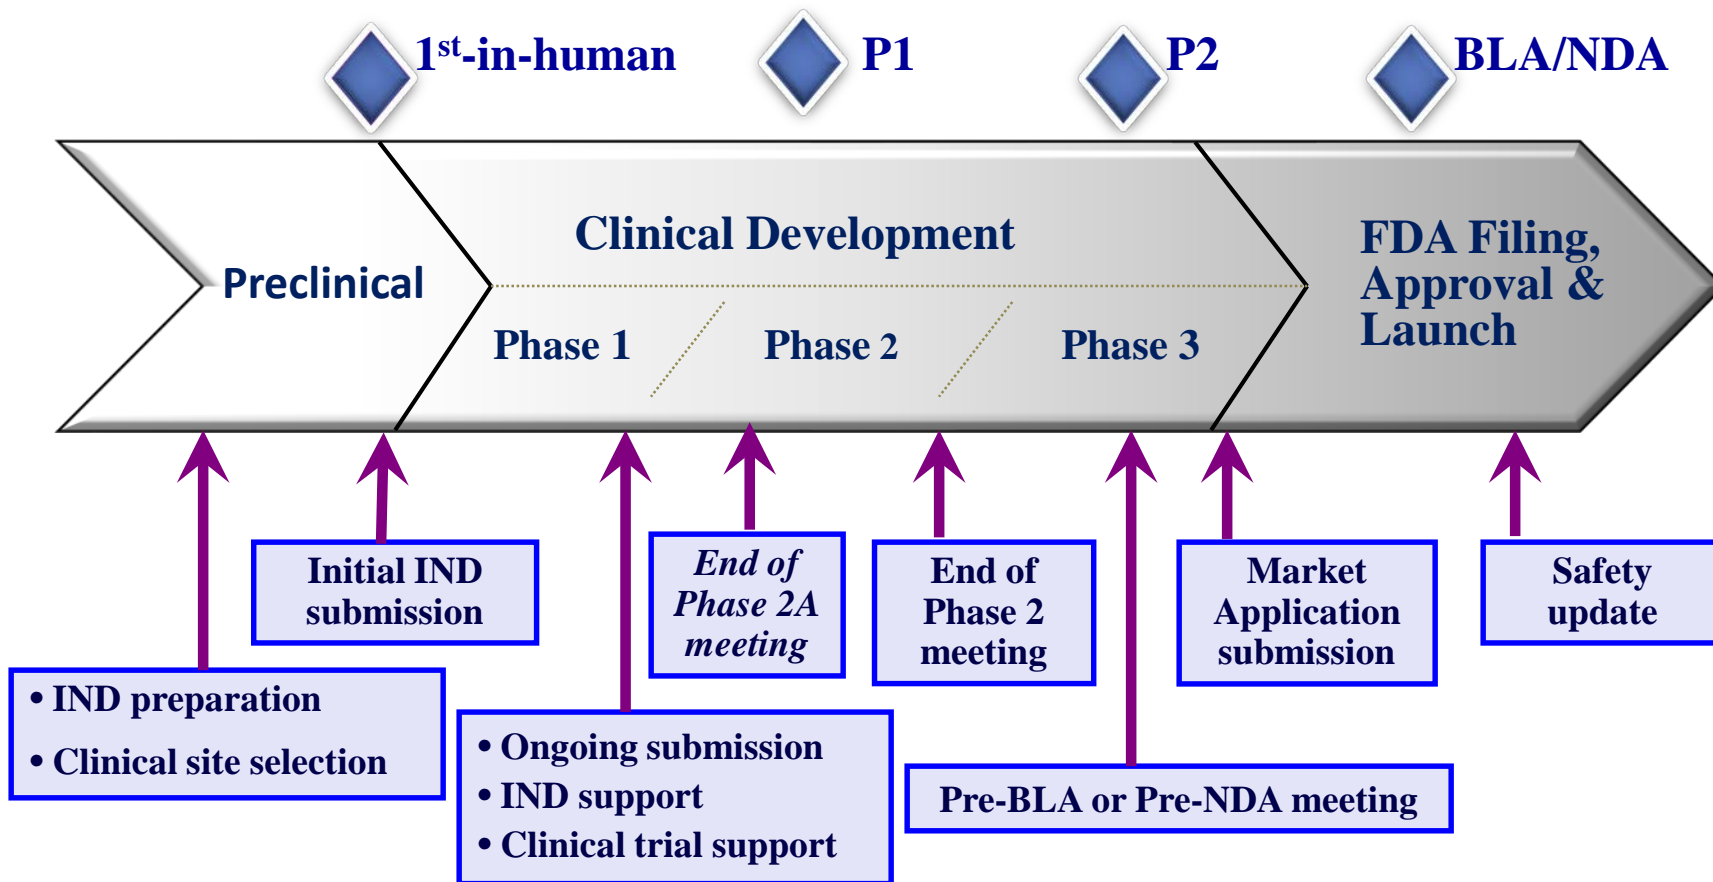 1st-in-human
P1
P2
BLA/NDA
Preclinical
Clinical Development
Phase 1
Phase 2
Phase 3
FDA Filing,
Approval &
Launch
Initial IND
submission
End of
Phase 2A
meeting
End of
Phase 2
meeting
Market
Application
submission
Safety
update
• IND preparation
• Clinical site selection
• Ongoing submission
• IND support
• Clinical trial support
Pre-BLA or Pre-NDA meeting